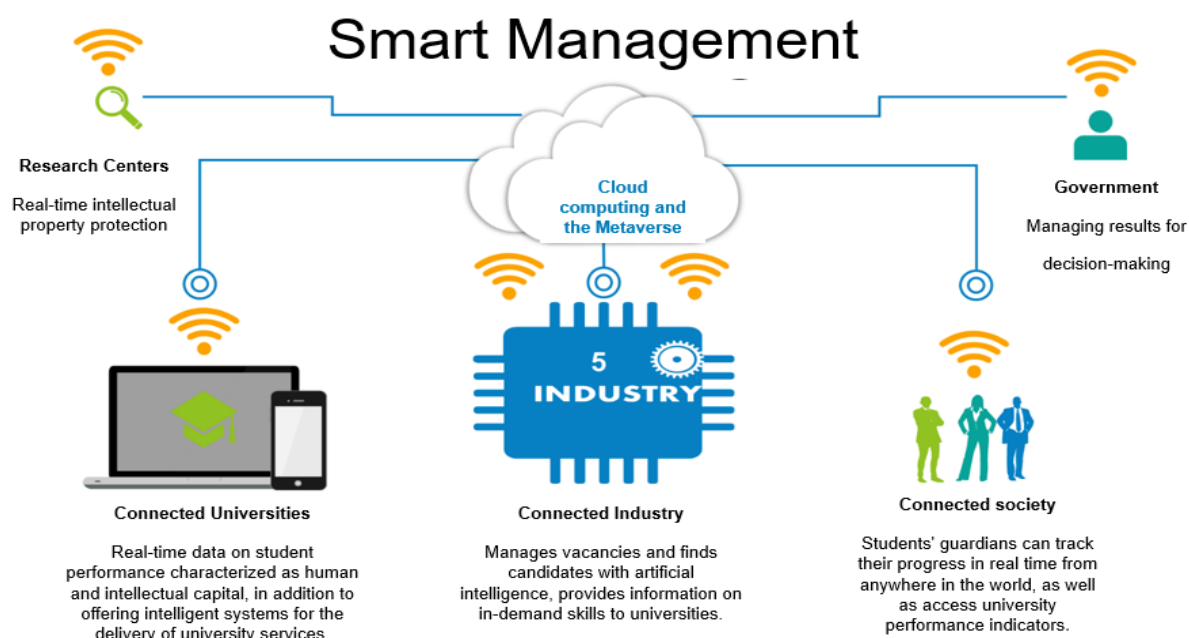 Smart Management
Research Centers
Real-time intellectual
property protection
Cloud
computing and
the Metaverse
Government
Managing results for
decision-making
5
INDUSTRY
Connected Universities
Real-time data on student
performance characterized as human
and intellectual capital, in addition to
offering intelligent systems for the
delivery of university services
Connected Industry
Manages vacancies and finds
candidates with artificial
intelligence, provides information on
in-demand skills to universities.
Connected society
Students' guardians can track
their progress in real time from
anywhere in the world, as well
as access university
performance indicators.